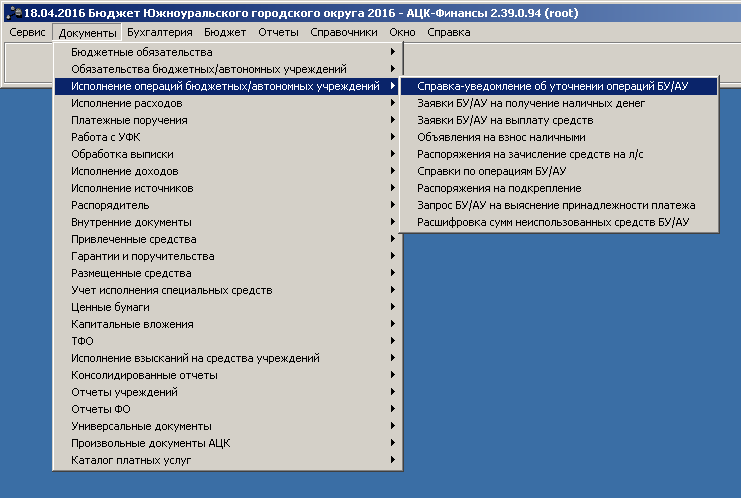 18.04.2016 Бюджет Южноуральского городского округа 2016 - АЦК-Финансы 2.39.0.94 (root)
Сервис Документы Бухгалтерия Бюджет Отчеты Справочники Окно Справка
Бюджетные обязательства
Обязательства бюджетных/автономных учреждений
Исполнение операций бюджетных/автономных учреждений
Исполнение расходов
Платежные поручения
Работа с УФК
Обработка выписки
Исполнение доходов
Исполнение источников
Распорядитель
Внутренние документы
Привлеченные средства
Гарантии и поручительства
Размещенные средства
Учет исполнения специальных средств
Ценные бумаги
Капитальные вложения
ТФО
Исполнение взысканий на средства учреждений
Консолидированные отчеты
Отчеты учреждений
Отчеты ФО
Универсальные документы
Произвольные документы АЦК
Каталог платных услуг
Справка-уведомление об уточнении операций БУ/АУ
Заявки БУ/АУ на получение наличных денег
Заявки БУ/АУ на выплату средств
Объявления на взнос наличными
Распоряжения на зачисление средств на л/с
Справки по операциям БУ/АУ
Распоряжения на подкрепление
Запрос БУ/АУ на выяснение принадлежности платежа
Расшифровка сумм неиспользованных средств БУ/АУ